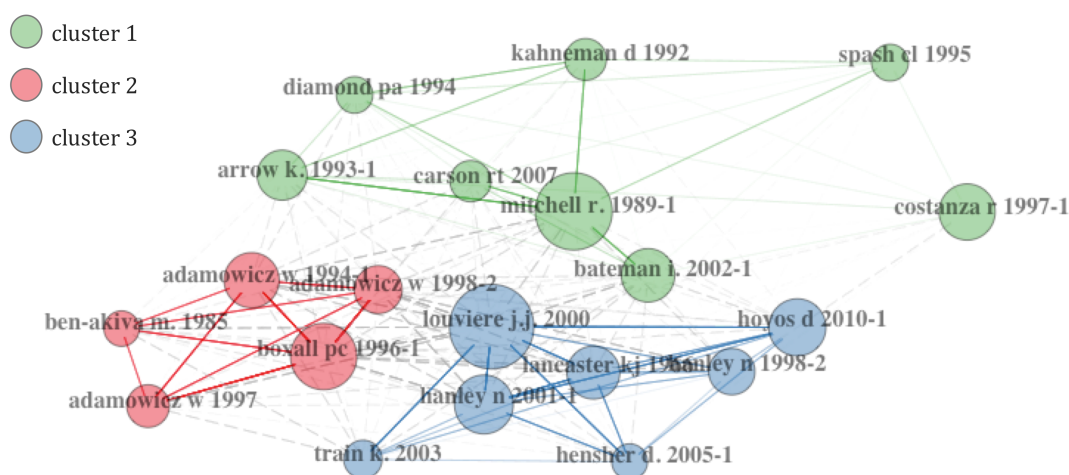 cluster 1
cluster 2
cluster 3
kahneman d 1992
spash cl 1995
diamond pa 1994
arrow k. 1993-1
carson rt 2007
mitchell r. 1989-1
costanza r 1997-1
bateman i. 2002-1
adamowicz w 1994-1
adamowicz w 1998-2
ben-akiva m. 1985
louviere j.j. 2000
hoyos d 2010-1
boxall pc 1996-1
lancaster kj
hanley n 1998-2
hanley n 2001-1
adamowicz w 1997
train k. 2003
hensher d. 2005-1